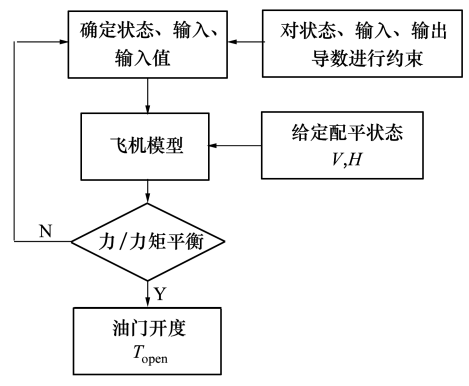 确定状态、输入、
输入值
对状态、输入、输出
导数进行约束
飞机模型
给定配平状态
V,H
力/力矩平衡
N
Y
油门开度
Topen